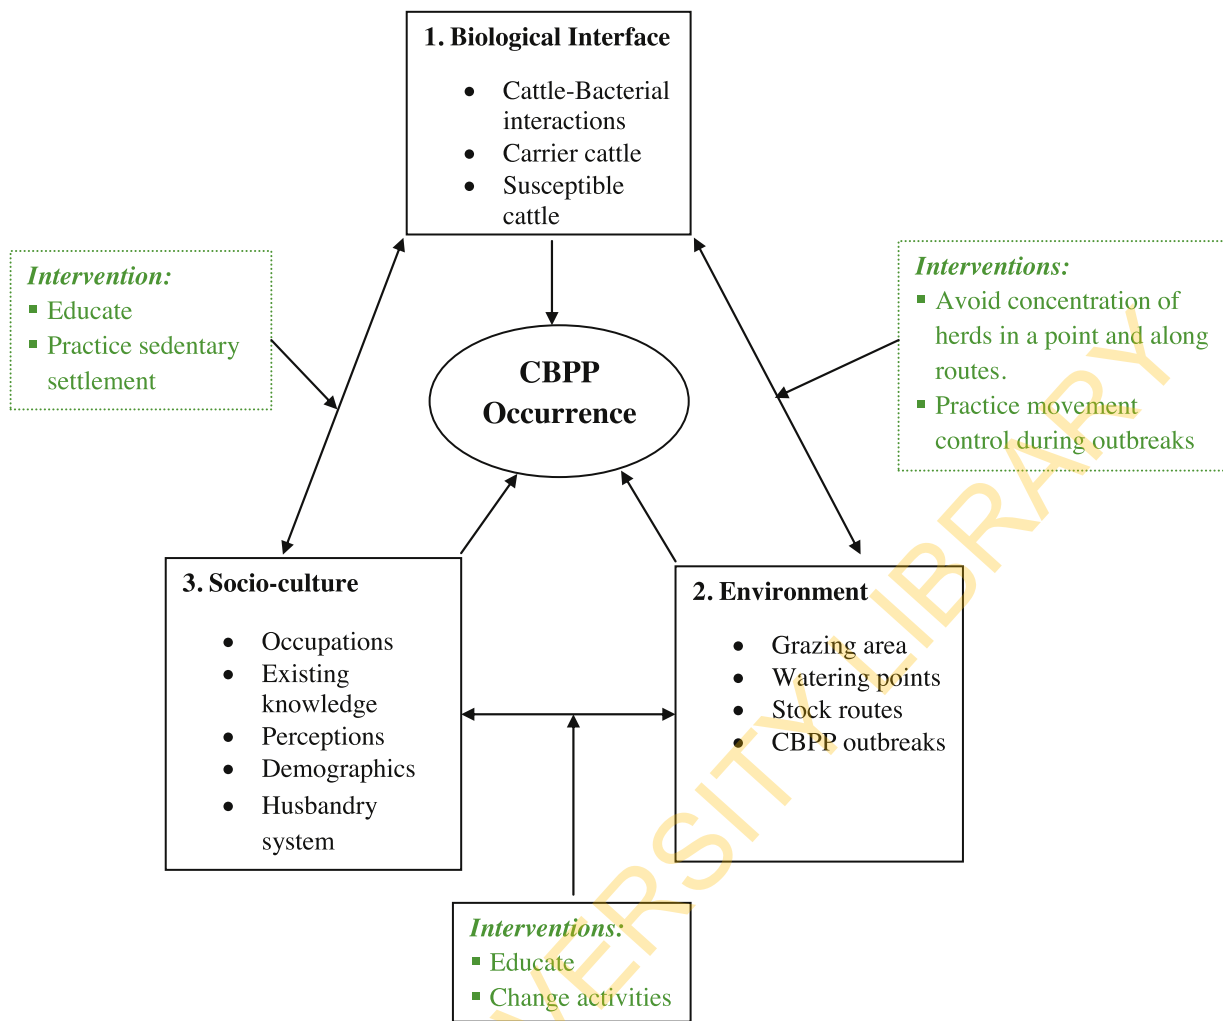 1. Biological Interface
• Cattle-Bacterial
interactions
• Carrier cattle
• Susceptible
cattle
Intervention:
▪ Educate
▪ Practice sedentary
settlement
Interventions:
▪ Avoid concentration of
herds in a point and along
routes.
▪ Practice movement
control during outbreaks
CBPP
Occurrence
3. Socio-culture
• Occupations
• Existing
knowledge
• Perceptions
• Demographics
• Husbandry
system
2. Environment
• Grazing area
• Watering points
• Stock routes
• CBPP outbreaks
Interventions:
▪ Educate
▪ Change activities
VERSITY LIBRARY